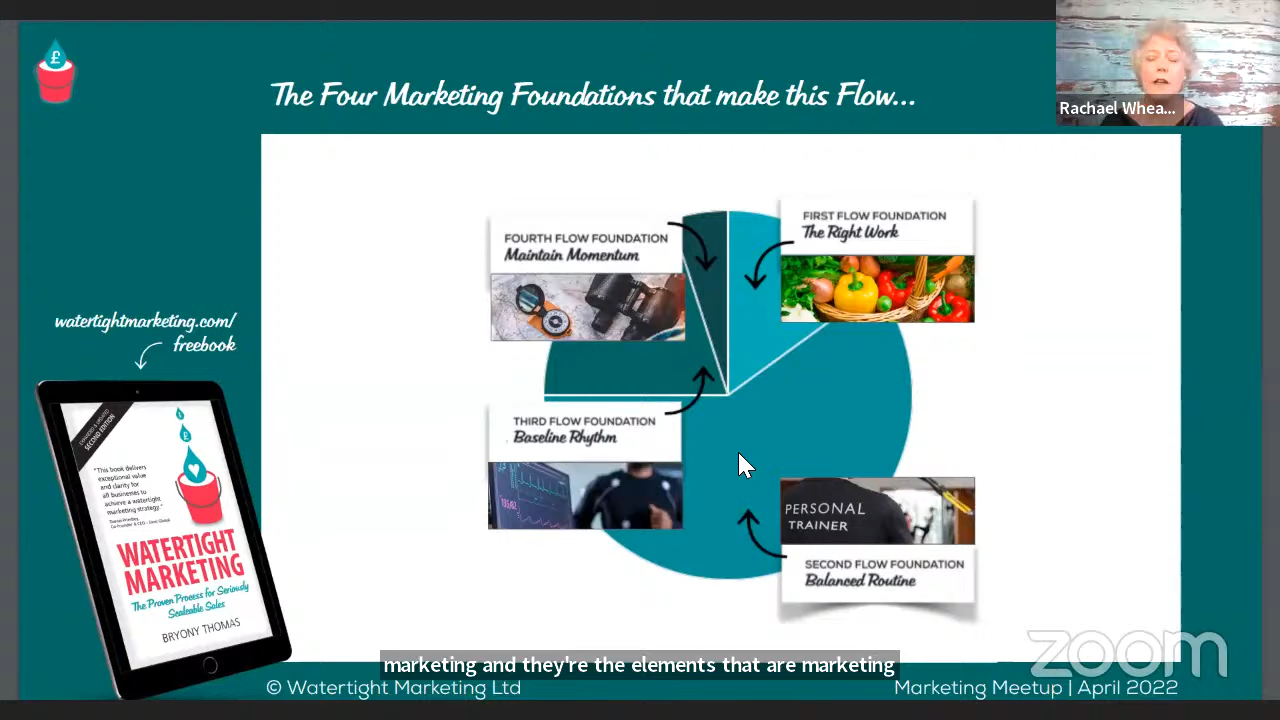 The Four Marketing Foundations that make this Flow...
Rachael Whea...
FOURTH FLOW FOUNDATION
Maintain Momentum
FIRST FLOW FOUNDATION
The Right Work
THIRD FLOW FOUNDATION
Baseline Rhythm
PERSONAL
TRAINER
SECOND FLOW FOUNDATION
Balanced Routine
watertightmarketing.com/
freebook
£
£
EXPANDED & UPDATED
SECOND EDITION
"This book delivers
exceptional value
and clarity for
all businesses to
achieve a watertight
marketing strategy."
WATERTIGHT
MARKETING
The Proven Process for Seriously
Scaleable Sales
BRYONY THOMAS
marketing and they're the elements that are marketing
zoom
© Watertight Marketing Ltd
Marketing Meetup | April 2022